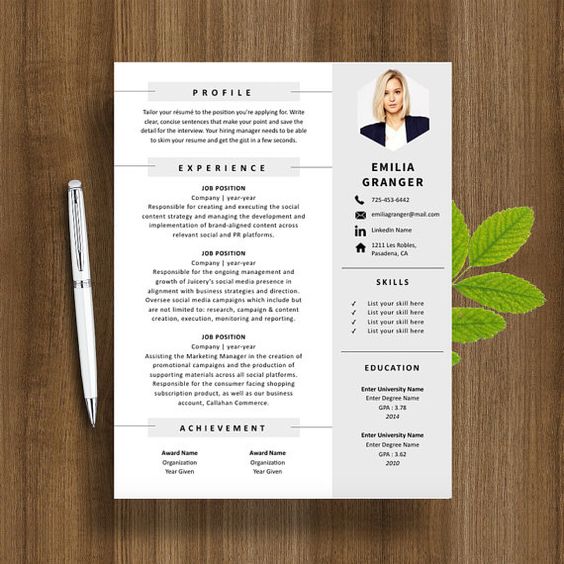 PROFILE
Tailor your résumé to the position you're applying for. Write
clear, concise sentences that make your point and save the
detail for the interview. Your hiring manager needs to be able
to skim your resume and get the gist in a few seconds.
EXPERIENCE
JOB POSITION
Company | year-year
Responsible for creating and executing the social
content strategy and managing the development and
implementation of brand-aligned content across
relevant social and PR platforms.
JOB POSITION
Company | year-year
Responsible for the ongoing management and
growth of Juicery's social media presence in
alignment with business strategies and direction.
Oversee social media campaigns which include but
are not limited to: research, campaign & content
creation, execution, monitoring and reporting.
JOB POSITION
Company | year-year
Assisting the Marketing Manager in the creation of
promotional campaigns and the production of
supporting materials across all social platforms.
Responsible for the consumer facing shopping
subscription product, as well as our business
account, Callahan Commerce.
ACHIEVEMENT
Award Name
Organization
Year Given
Award Name
Organization
Year Given
EMILIA
GRANGER
725-453-6442
emiliagranger@mail.com
in
LinkedIn Name
1211 Les Robles,
Pasadena, CA
SKILLS
List your skill here
List your skill here
List your skill here
List your skill here
EDUCATION
Enter University Name
Enter Degree Name
GPA : 3.78
2014
Enter University Name
Enter Degree Name
GPA : 3.62
2010